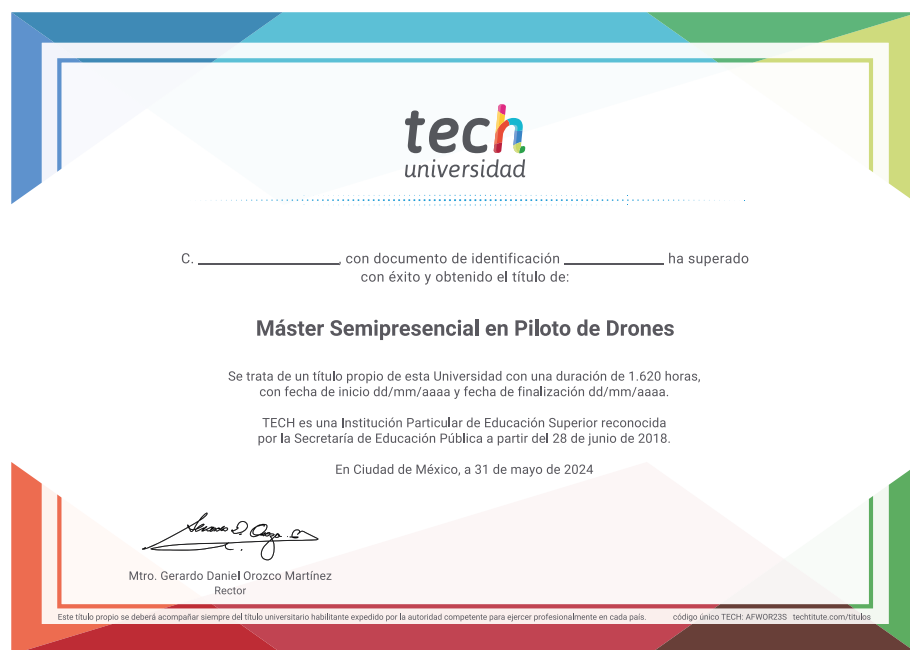 tech
universidad
C. ____________, con documento de identificación ____________ ha superado
con éxito y obtenido el título de:
Máster Semipresencial en Piloto de Drones
Se trata de un título propio de esta Universidad con una duración de 1.620 horas,
con fecha de inicio dd/mm/aaaa y fecha de finalización dd/mm/aaaa.
TECH es una Institución Particular de Educación Superior reconocida
por la Secretaría de Educación Pública a partir del 28 de junio de 2018.
En Ciudad de México, a 31 de mayo de 2024
Mtro. Gerardo Daniel Orozco Martínez
Rector
Este título propio se deberá acompañar siempre del título universitario habilitante expedido por la autoridad competente para ejercer profesionalmente en cada país. código único TECH: AFWOR23S techtitute.com/titulos